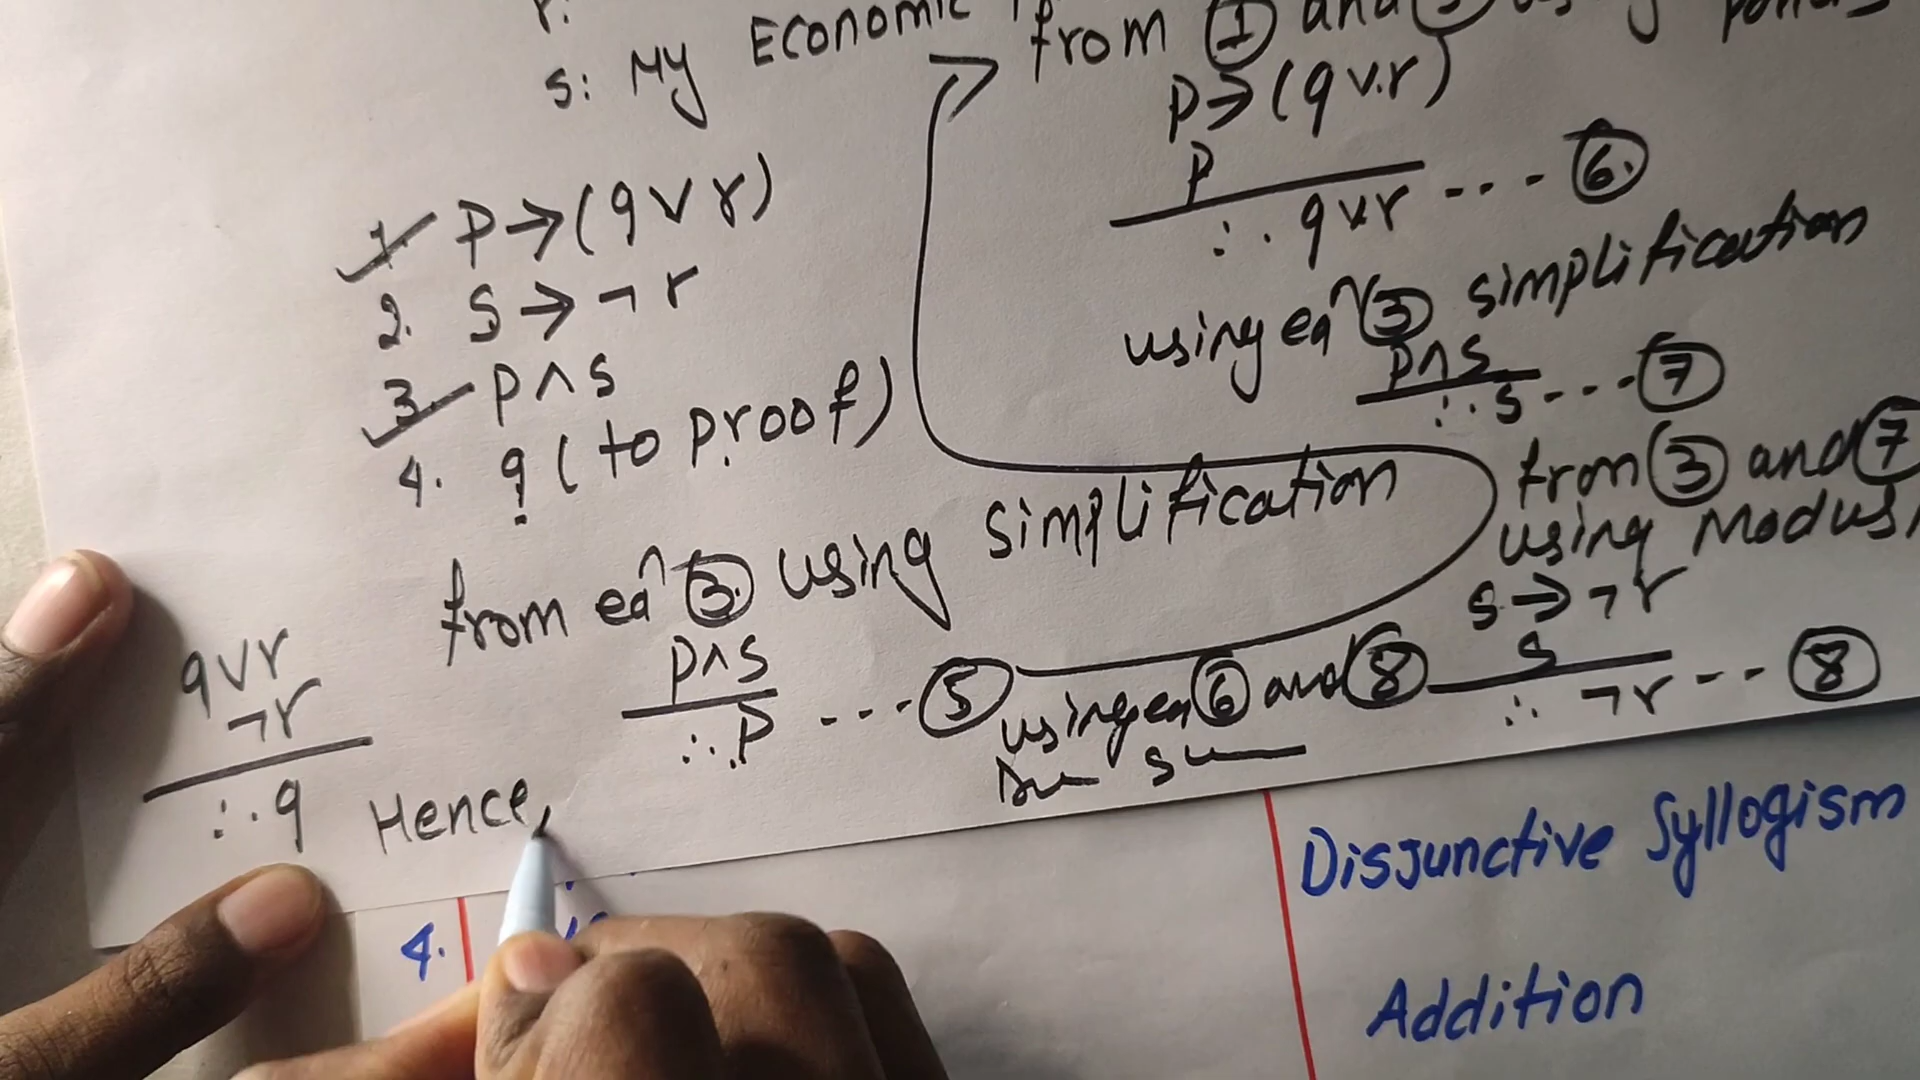 s: My Economic
1. p→(q∨r)
2. s→¬r
3. p∧s
4. q (to proof)
from eqⁿ ③ using simplification
p∧s
∴p ---⑤
from ① and
p→(q∨r)
p
∴ q∨r ---⑥
using eqⁿ ③ simplification
p∧s
∴s ---⑦
from ③ and ⑦
using Modus
s→¬r
s
∴ ¬r --- ⑧
using eq ⑥ and ⑧
q∨r
¬r
∴q Hence,
4.
Disjunctive Syllogism
Addition